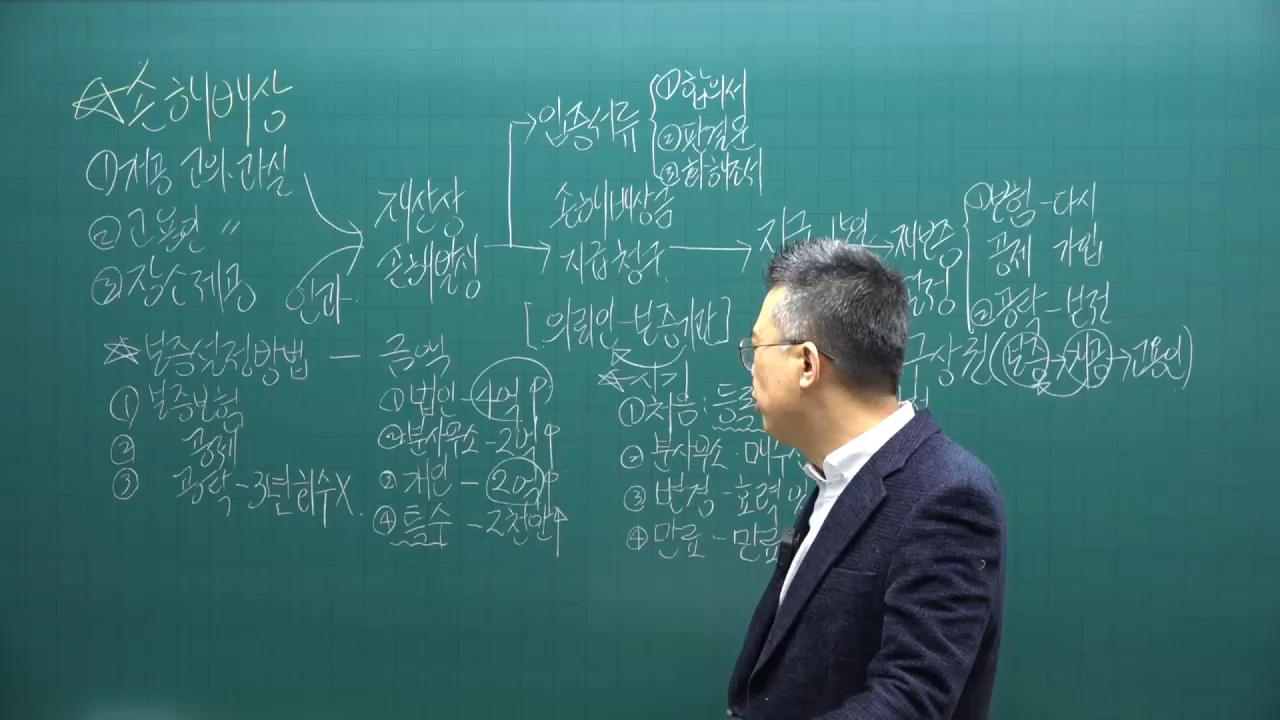 ☆손해배상
①개공 고의·과실
②고용인 〃
③장소제공
인과
재산상
손해발생
입증서류
①합의서
②판결문
③화해조서
손해배상금
지급청구
[의뢰인-보증기관]
재보증
설정
①보험-다시
공제 가입
②공탁-보전
구상권(보증→개공→고용인)
☆보증설정방법 - 금액
①보증보험
② 공제
③ 공탁-3년 회수X
①법인-4억↑
②분사무소-2억↑
③개인-2억↑
④특수-2천만↑
☆시기
①처음:등록
②분사무소·
③변경-효력
④만료-만료